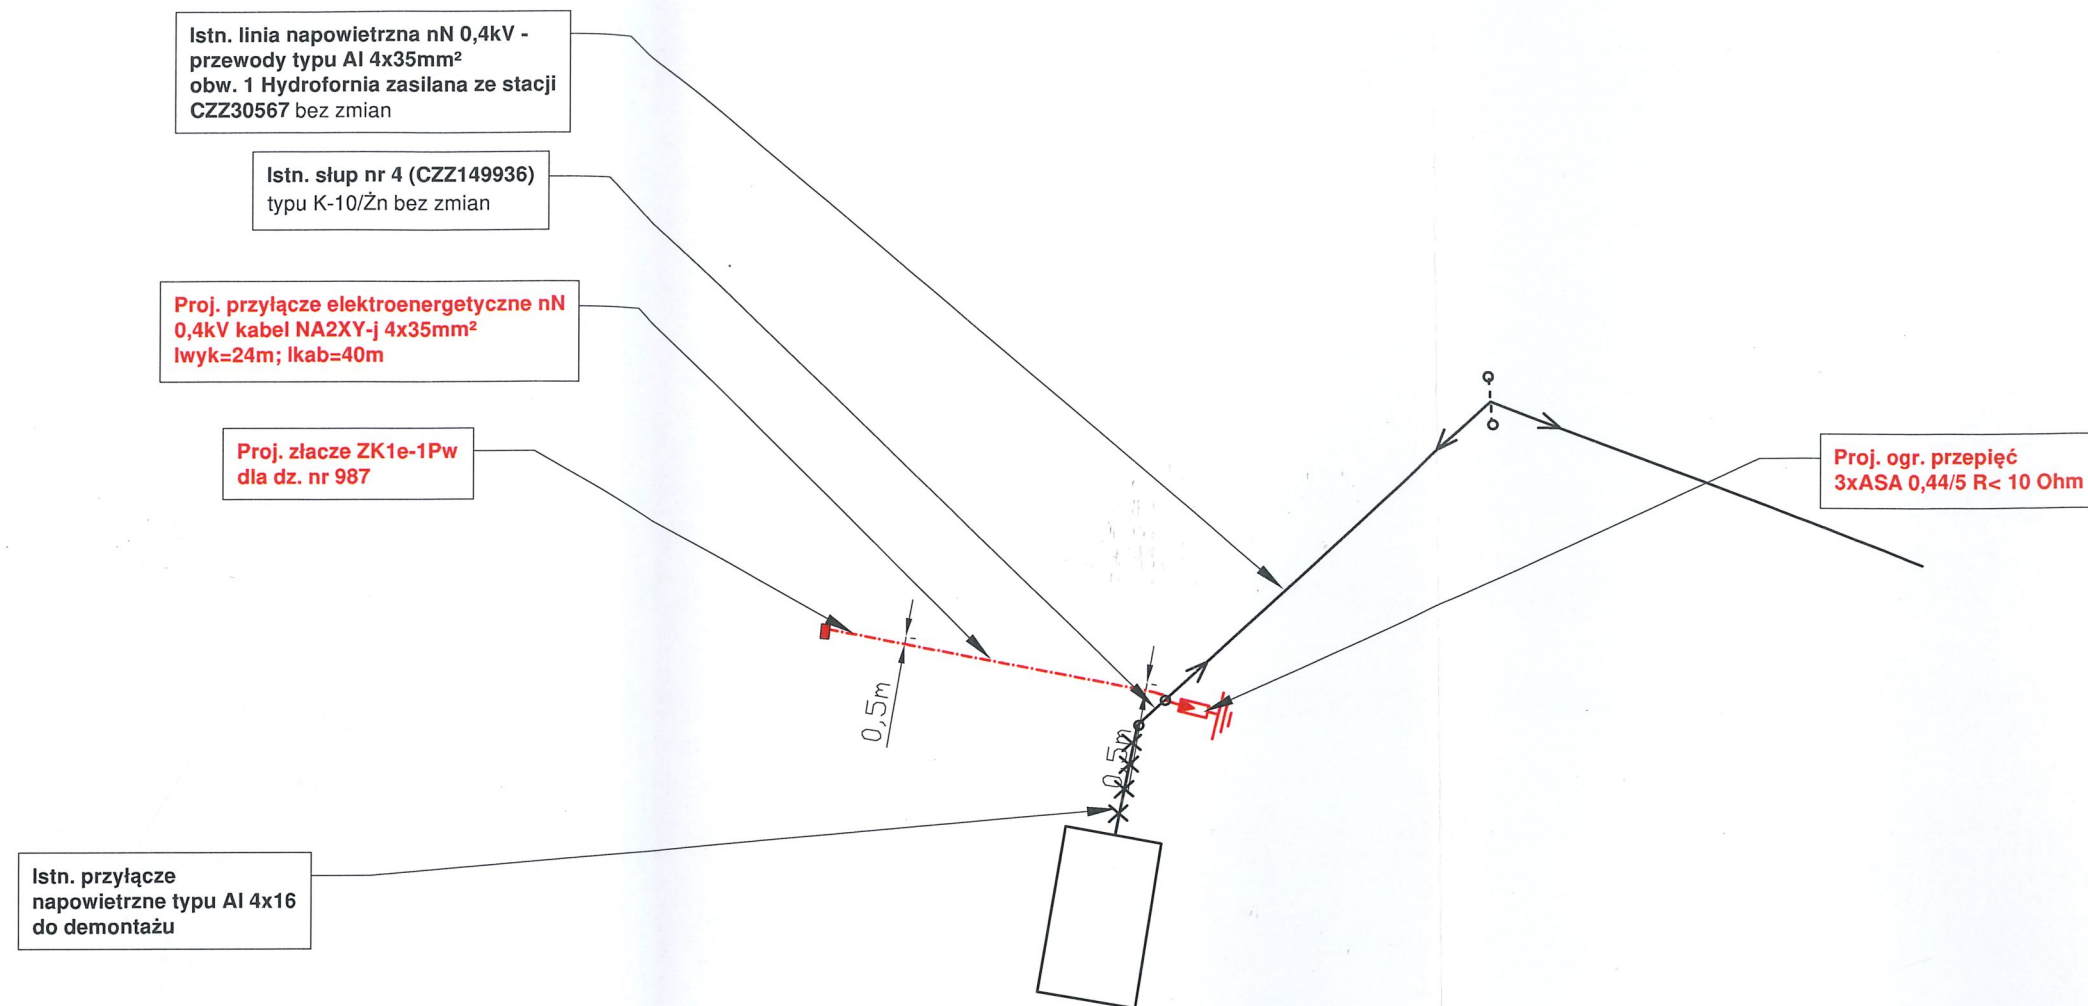 Istn. linia napowietrzna nN 0,4kV -
przewody typu Al 4x35mm²
obw. 1 Hydrofornia zasilana ze stacji
CZZ30567 bez zmian
Istn. słup nr 4 (CZZ149936)
typu K-10/Żn bez zmian
Proj. przyłącze elektroenergetyczne nN
0,4kV kabel NA2XY-j 4x35mm²
lwyk=24m; lkab=40m
Proj. złacze ZK1e-1Pw
dla dz. nr 987
Proj. ogr. przepięć
3xASA 0,44/5 R< 10 Ohm
0,5m
0,5m
Istn. przyłącze
napowietrzne typu Al 4x16
do demontażu